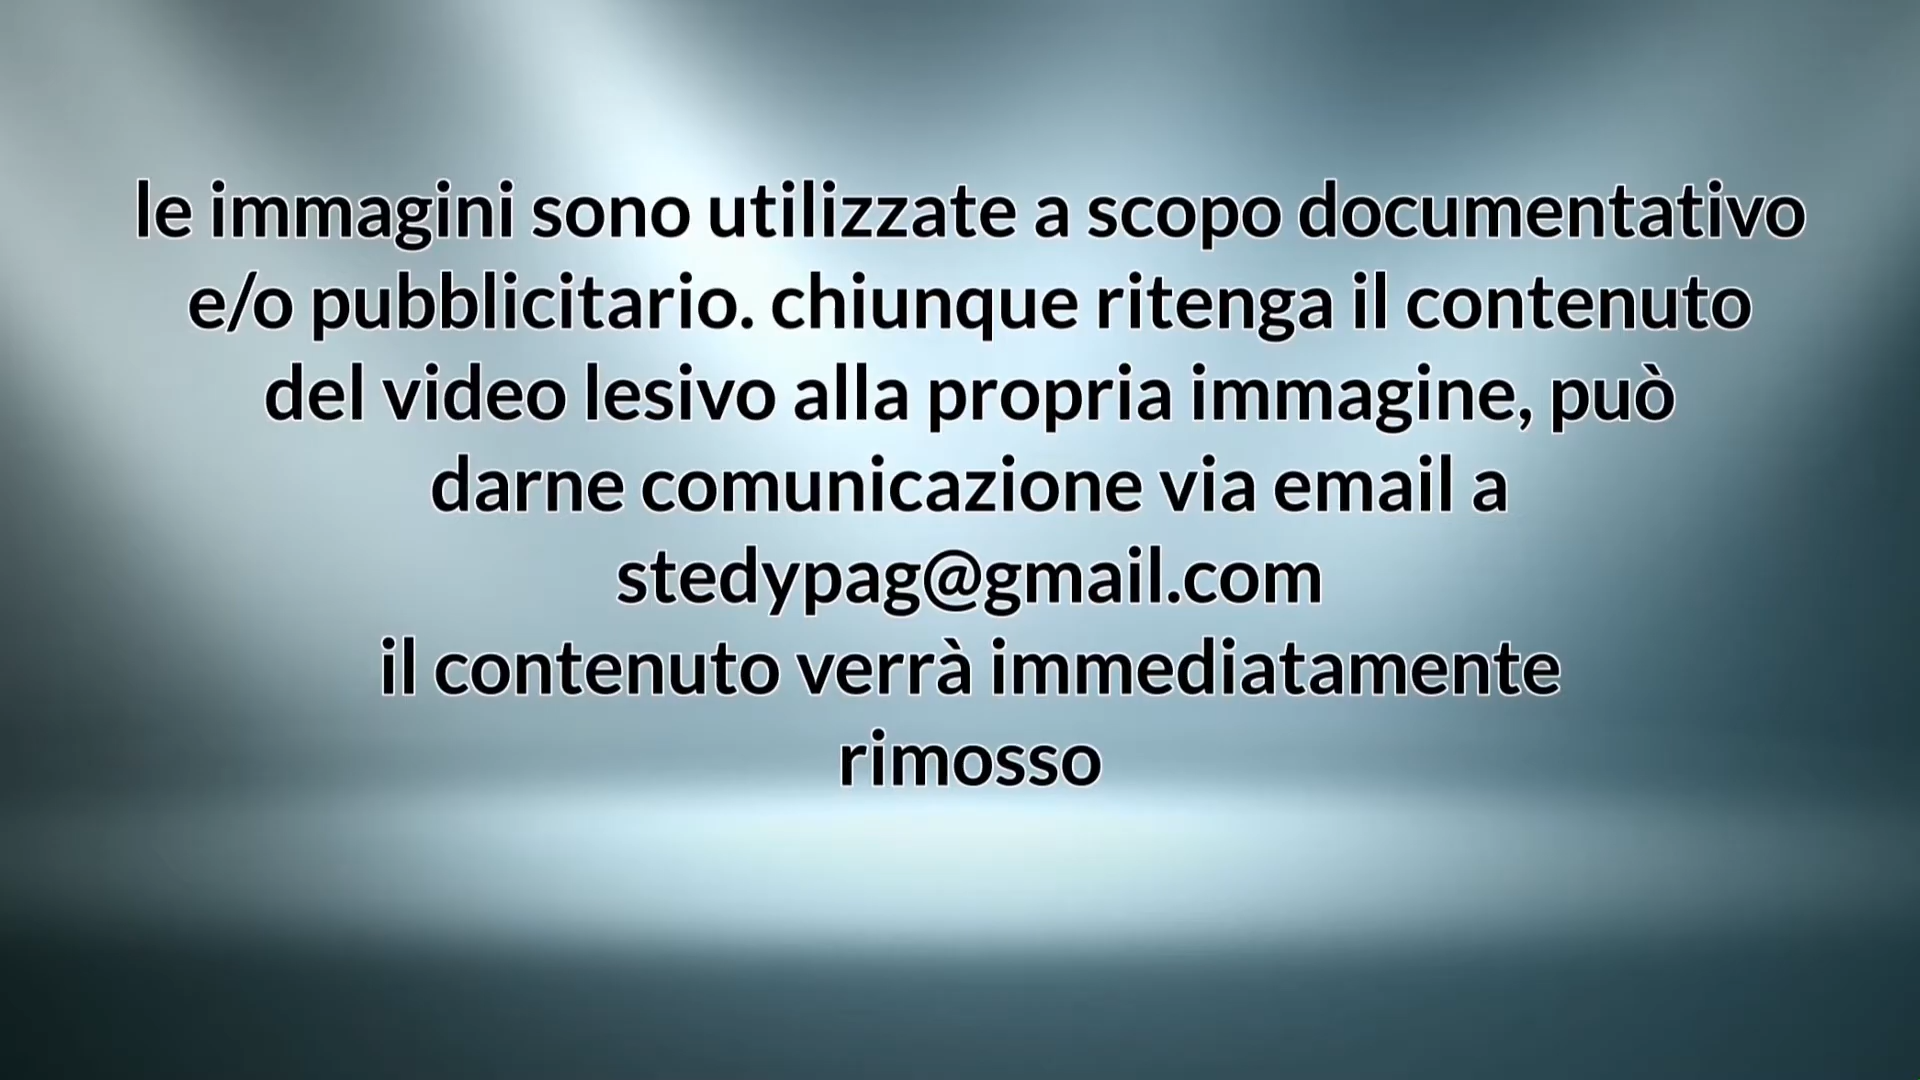 le immagini sono utilizzate a scopo documentativo
e/o pubblicitario. chiunque ritenga il contenuto
del video lesivo alla propria immagine, può
darne comunicazione via email a
stedypag@gmail.com
il contenuto verrà immediatamente
rimosso